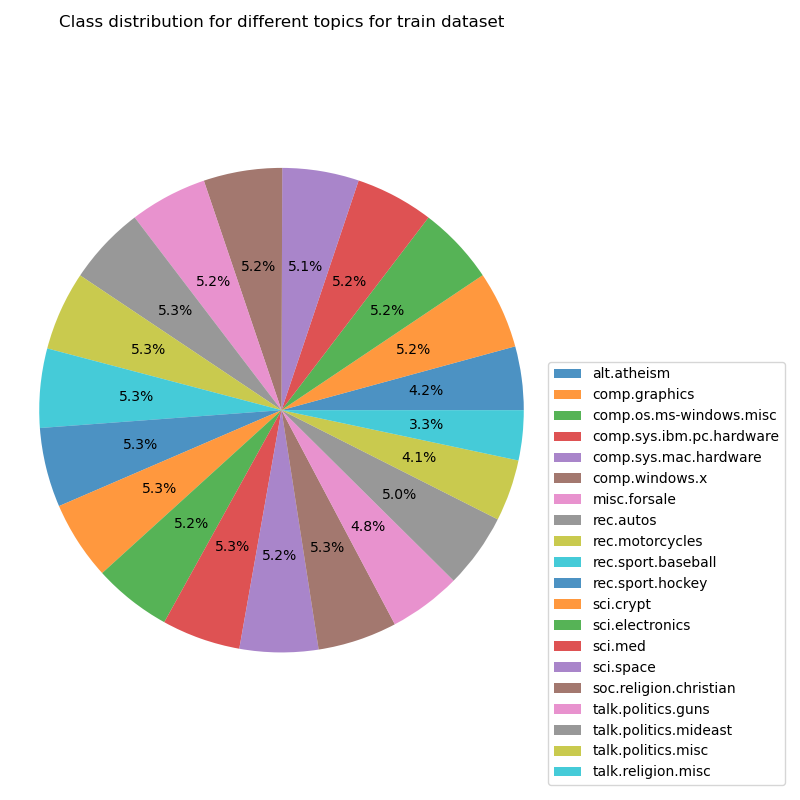 Class distribution for different topics for train dataset
5.2%
5.1%
5.2%
5.2%
5.3%
5.2%
5.3%
5.2%
5.3%
4.2%
5.3%
3.3%
5.3%
4.1%
5.3%
5.0%
5.2%
4.8%
5.3%
5.3%
5.2%
alt.atheism
comp.graphics
comp.os.ms-windows.misc
comp.sys.ibm.pc.hardware
comp.sys.mac.hardware
comp.windows.x
misc.forsale
rec.autos
rec.motorcycles
rec.sport.baseball
rec.sport.hockey
sci.crypt
sci.electronics
sci.med
sci.space
soc.religion.christian
talk.politics.guns
talk.politics.mideast
talk.politics.misc
talk.religion.misc